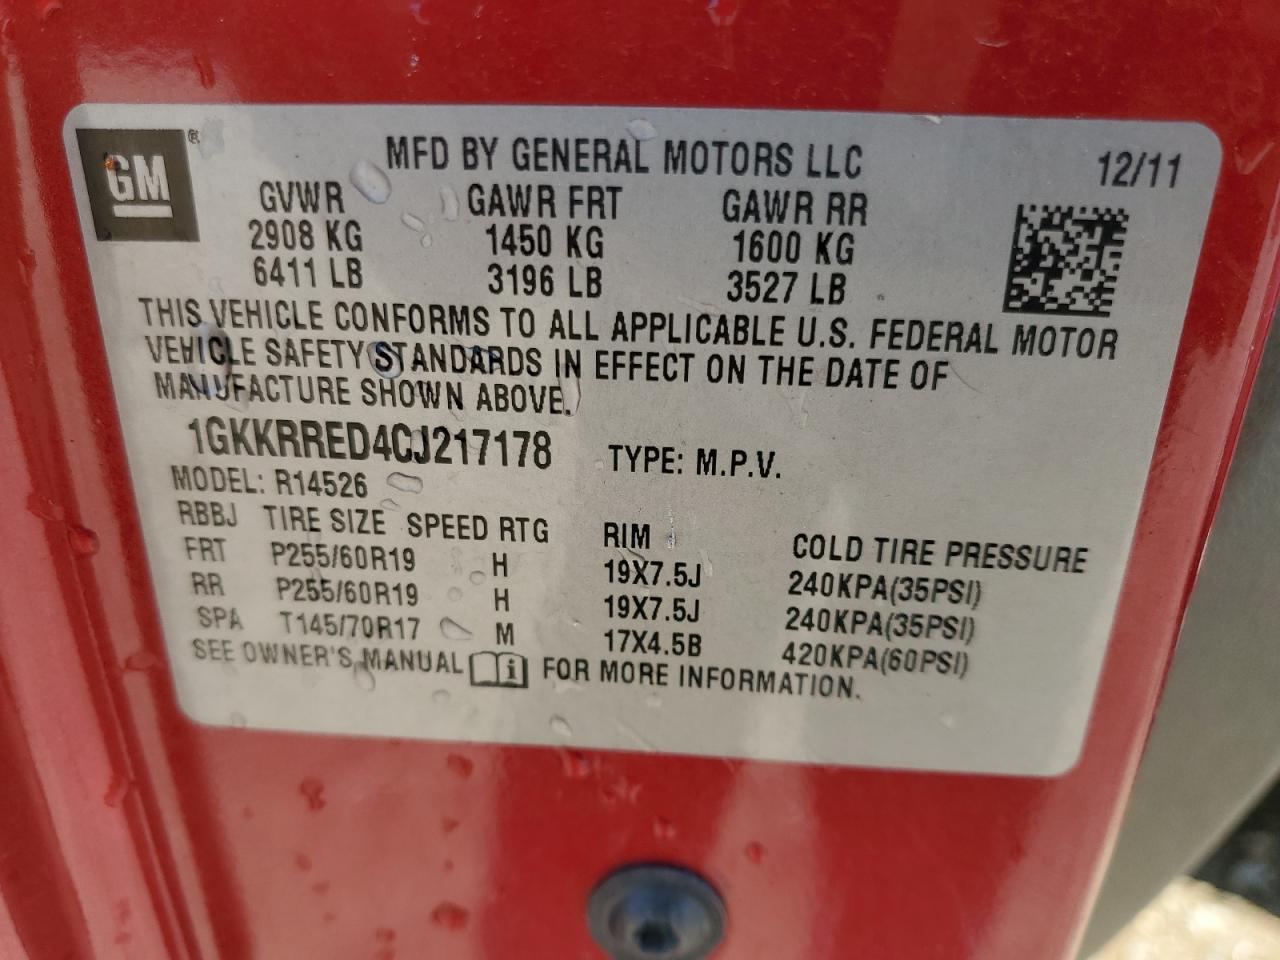 GM ®
MFD BY GENERAL MOTORS LLC 12/11
GVWR GAWR FRT GAWR RR
2908 KG 1450 KG 1600 KG
6411 LB 3196 LB 3527 LB
THIS VEHICLE CONFORMS TO ALL APPLICABLE U.S. FEDERAL MOTOR
VEHICLE SAFETY STANDARDS IN EFFECT ON THE DATE OF
MANUFACTURE SHOWN ABOVE.
1GKKRRED4CJ217178 TYPE: M.P.V.
MODEL: R14526
RBBJ TIRE SIZE SPEED RTG RIM COLD TIRE PRESSURE
FRT P255/60R19 H 19X7.5J 240KPA(35PSI)
RR P255/60R19 H 19X7.5J 240KPA(35PSI)
SPA T145/70R17 M 17X4.5B 420KPA(60PSI)
SEE OWNER'S MANUAL i FOR MORE INFORMATION.